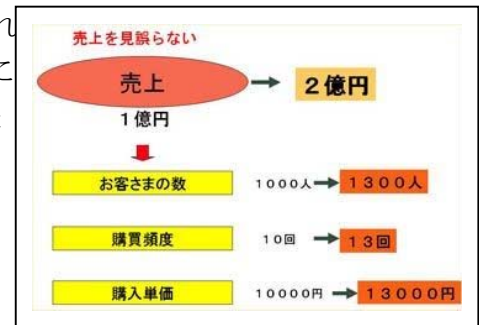 れ
て
売上を見誤らない
売上 2億円
1億円
お客さまの数 1000人 1300人
購買頻度 10回 13回
購入単価 10000円 13000円